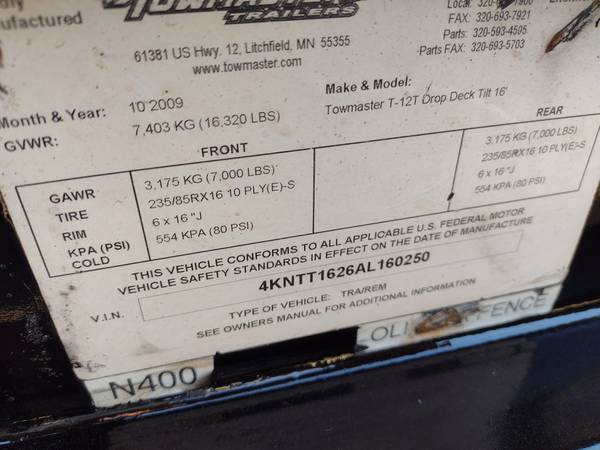 ufactured
TOWMASTER
TRAILERS
61381 US Hwy. 12, Litchfield, MN 55355
www.towmaster.com
FAX: 320-693-7921
Parts: 320-593-4595
Parts FAX: 320-693-5703
Month & Year: 10 2009
GVWR: 7,403 KG (16,320 LBS)
Make & Model:
Towmaster T-12T Drop Deck Tilt 16'
FRONT REAR
GAWR 3,175 KG (7,000 LBS) 3,175 KG (7,000 LBS)
TIRE 235/85RX16 10 PLY(E)-S 235/85RX16 10 PLY(E)-S
RIM 6 x 16 "J 6 x 16 "J
KPA (PSI) 554 KPA (80 PSI) 554 KPA (80 PSI)
COLD
THIS VEHICLE CONFORMS TO ALL APPLICABLE U.S. FEDERAL MOTOR
VEHICLE SAFETY STANDARDS IN EFFECT ON THE DATE OF MANUFACTURE
V.I.N. 4KNTT1626AL160250
TYPE OF VEHICLE: TRA/REM
SEE OWNERS MANUAL FOR ADDITIONAL INFORMATION
N400 OLI FENCE